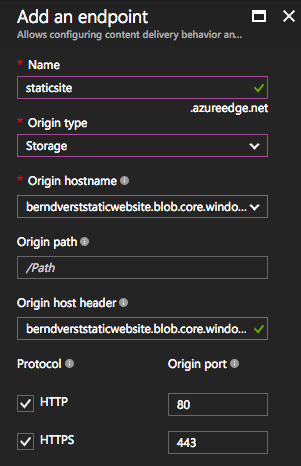 Add an endpoint
Allows configuring content delivery behavior an...
* Name
staticsite
.azureedge.net
* Origin type
Storage
* Origin hostname
berndverststaticwebsite.blob.core.windo...
Origin path
/Path
Origin host header
berndverststaticwebsite.blob.core.windo...
Protocol Origin port
HTTP 80
HTTPS 443